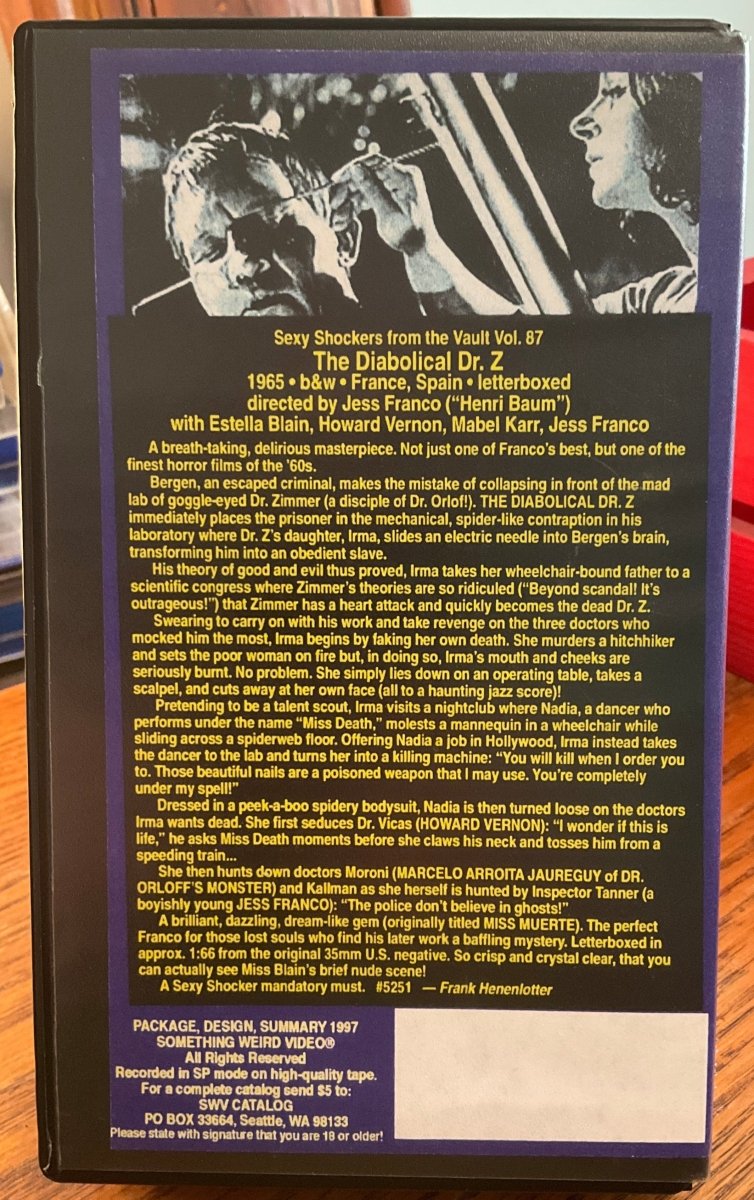 Sexy Shockers from the Vault Vol. 87
The Diabolical Dr. Z
1965 • b&w • France, Spain • letterboxed
directed by Jess Franco ("Henri Baum")
with Estella Blain, Howard Vernon, Mabel Karr, Jess Franco
A breath-taking, delirious masterpiece. Not just one of Franco's best, but one of the
finest horror films of the '60s.
Bergen, an escaped criminal, makes the mistake of collapsing in front of the mad
lab of goggle-eyed Dr. Zimmer (a disciple of Dr. Orlof!). THE DIABOLICAL DR. Z
immediately places the prisoner in the mechanical, spider-like contraption in his
laboratory where Dr. Z's daughter, Irma, slides an electric needle into Bergen's brain,
transforming him into an obedient slave.
His theory of good and evil thus proved, Irma takes her wheelchair-bound father to a
scientific congress where Zimmer's theories are so ridiculed ("Beyond scandal! It's
outrageous!") that Zimmer has a heart attack and quickly becomes the dead Dr. Z.
Swearing to carry on with his work and take revenge on the three doctors who
mocked him the most, Irma begins by faking her own death. She murders a hitchhiker
and sets the poor woman on fire but, in doing so, Irma's mouth and cheeks are
seriously burnt. No problem. She simply lies down on an operating table, takes a
scalpel, and cuts away at her own face (all to a haunting jazz score)!
Pretending to be a talent scout, Irma visits a nightclub where Nadia, a dancer who
performs under the name "Miss Death," molests a mannequin in a wheelchair while
sliding across a spiderweb floor. Offering Nadia a job in Hollywood, Irma instead takes
the dancer to the lab and turns her into a killing machine: "You will kill when I order you
to. Those beautiful nails are a poisoned weapon that I may use. You're completely
under my spell!"
Dressed in a peek-a-boo spidery bodysuit, Nadia is then turned loose on the doctors
Irma wants dead. She first seduces Dr. Vicas (HOWARD VERNON): "I wonder if this is
life," he asks Miss Death moments before she claws his neck and tosses him from a
speeding train...
She then hunts down doctors Moroni (MARCELO ARROITA JAUREGUY of DR.
ORLOFF'S MONSTER) and Kallman as she herself is hunted by Inspector Tanner (a
boyishly young JESS FRANCO): "The police don't believe in ghosts!"
A brilliant, dazzling, dream-like gem (originally titled MISS MUERTE). The perfect
Franco for those lost souls who find his later work a baffling mystery. Letterboxed in
approx. 1:66 from the original 35mm U.S. negative. So crisp and crystal clear, that you
can actually see Miss Blain's brief nude scene!
A Sexy Shocker mandatory must. #5251 — Frank Henenlotter
PACKAGE, DESIGN, SUMMARY 1997
SOMETHING WEIRD VIDEO®
All Rights Reserved
Recorded in SP mode on high-quality tape.
For a complete catalog send $5 to:
SWV CATALOG
PO BOX 33664, Seattle, WA 98133
Please state with signature that you are 18 or older!